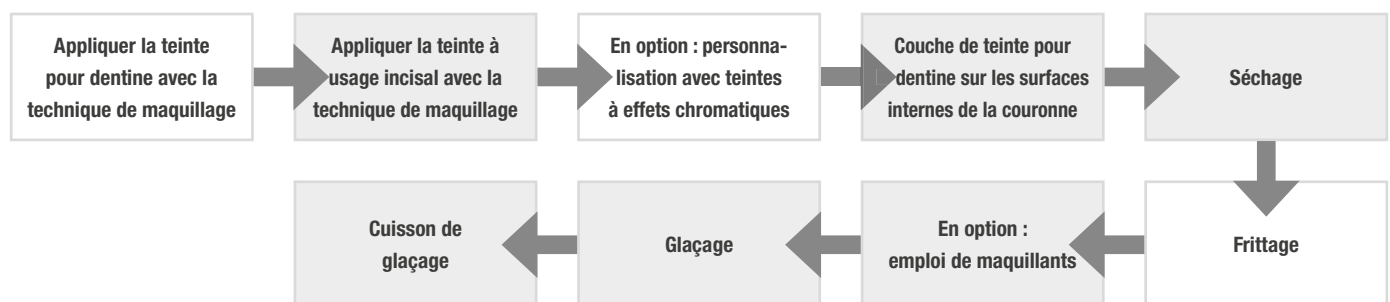 Appliquer la teinte
pour dentine avec la
technique de maquillage
Appliquer la teinte à
usage incisal avec la
technique de maquillage
En option : personna-
lisation avec teintes
à effets chromatiques
Couche de teinte pour
dentine sur les surfaces
internes de la couronne
Séchage
Frittage
En option :
emploi de maquillants
Glaçage
Cuisson de
glaçage